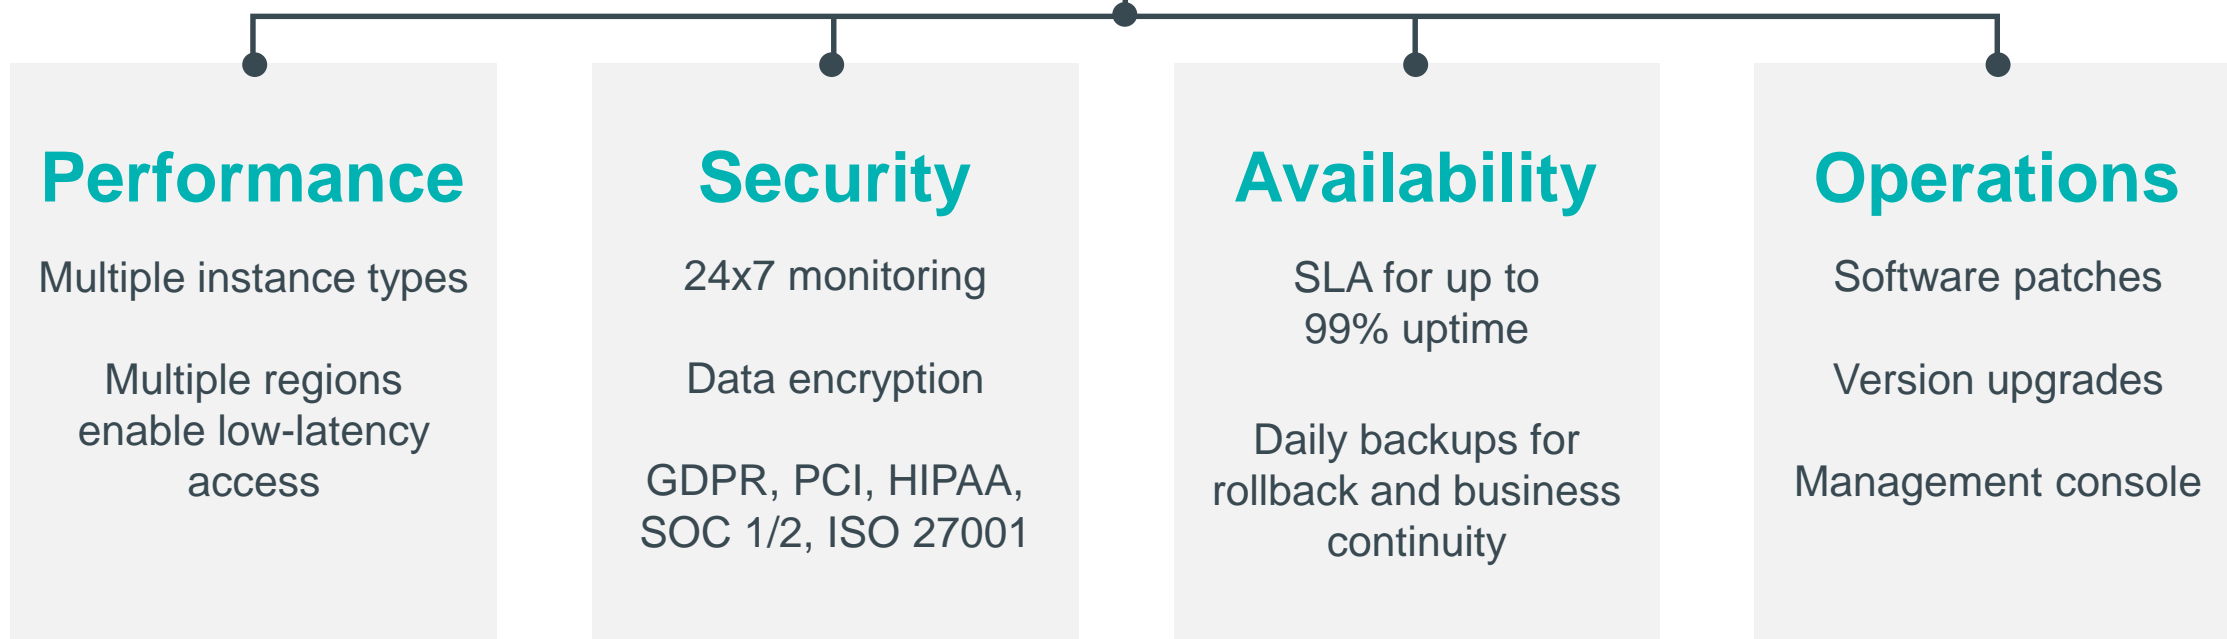 Performance
Multiple instance types
Multiple regions
enable low-latency
access
Security
24x7 monitoring
Data encryption
GDPR, PCI, HIPAA,
SOC 1/2, ISO 27001
Availability
SLA for up to
99% uptime
Daily backups for
rollback and business
continuity
Operations
Software patches
Version upgrades
Management console